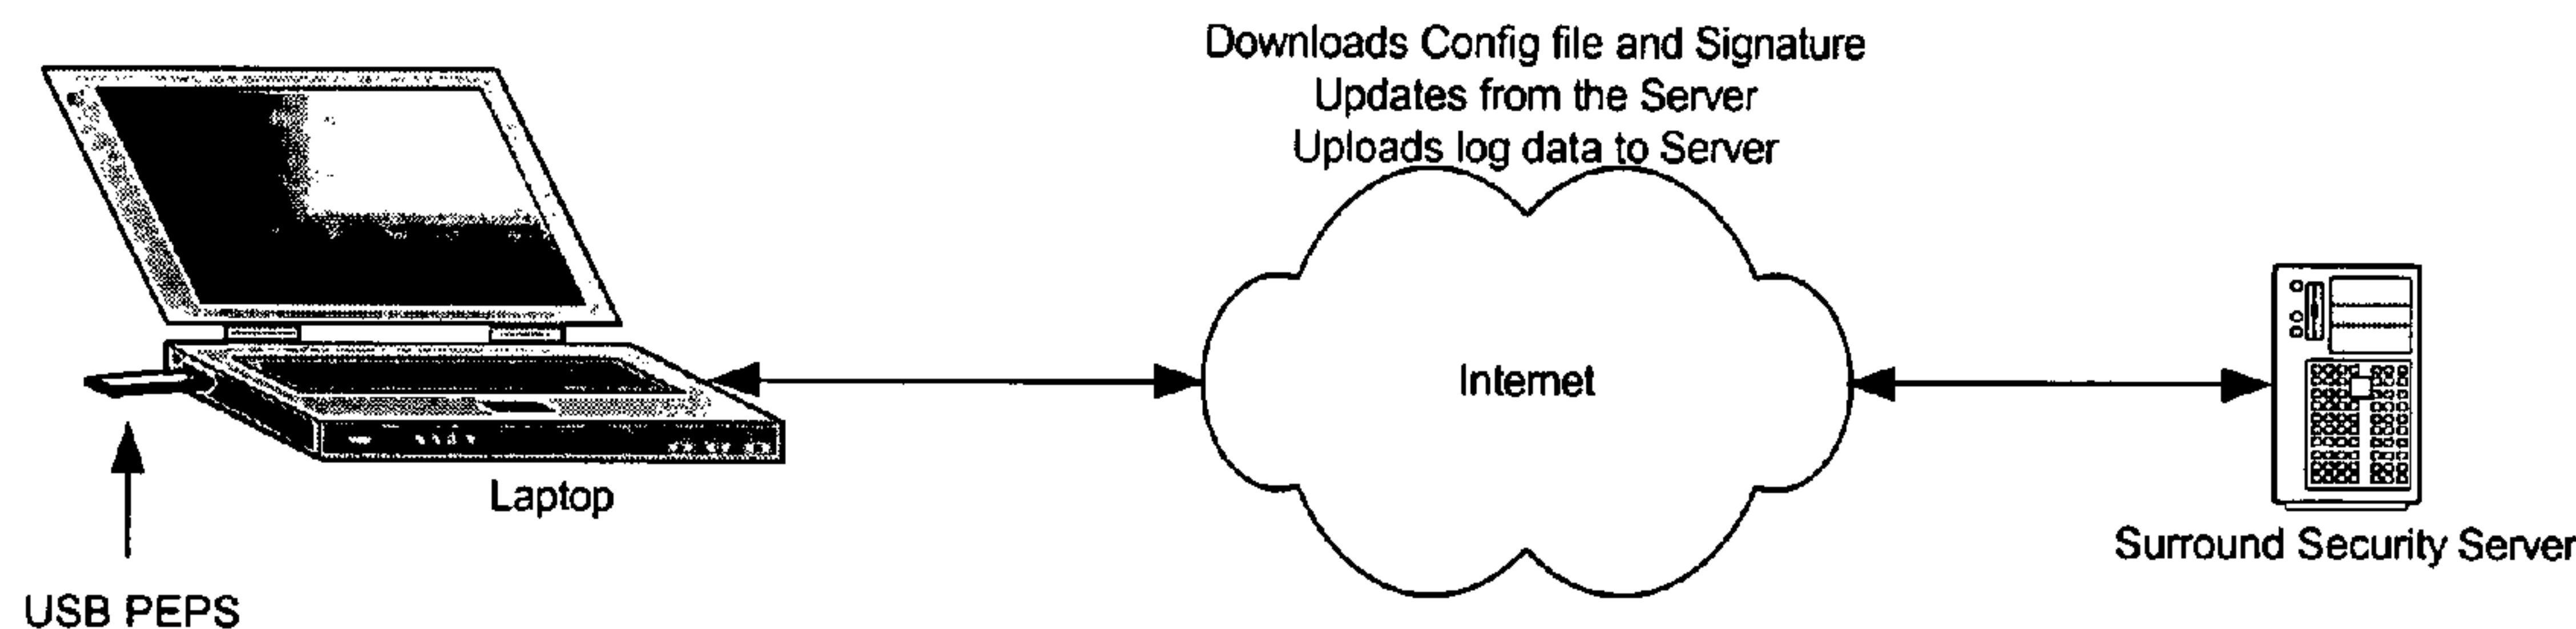 Downloads Config file and Signature
Updates from the Server
Uploads log data to Server
Internet
Laptop
Surround Security Server
USB PEPS